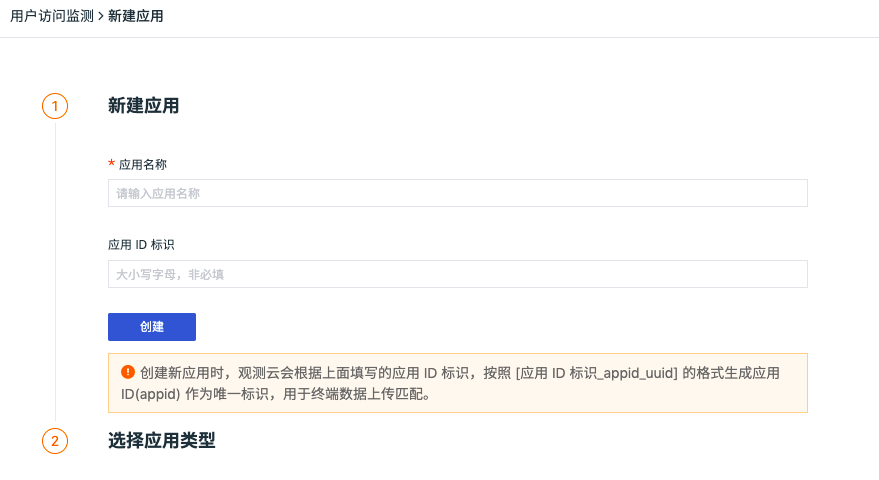 用户访问监测 > 新建应用
1
新建应用
* 应用名称
请输入应用名称
应用 ID 标识
大小写字母，非必填
创建
! 创建新应用时，观测云会根据上面填写的应用 ID 标识，按照 [应用 ID 标识_appid_uuid] 的格式生成应用
ID(appid) 作为唯一标识，用于终端数据上传匹配。
2
选择应用类型